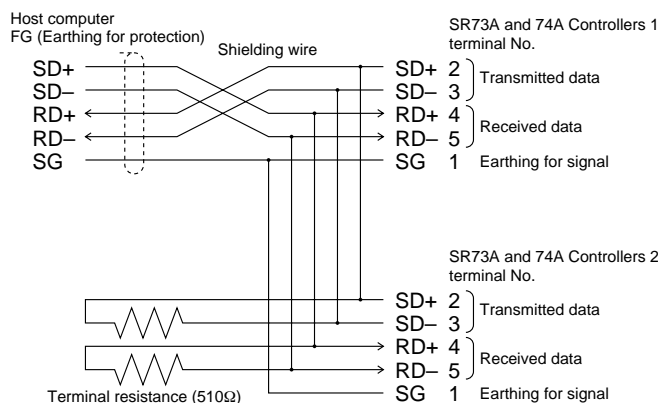 Host computer
FG (Earthing for protection)
Shielding wire
SR73A and 74A Controllers 1
terminal No.
SD+ SD+ 2
SD– SD– 3
Transmitted data
RD+ RD+ 4
RD– RD– 5
Received data
SG SG 1 Earthing for signal
SR73A and 74A Controllers 2
terminal No.
SD+ 2
SD– 3
Transmitted data
RD+ 4
RD– 5
Received data
Terminal resistance (510Ω)
SG 1 Earthing for signal